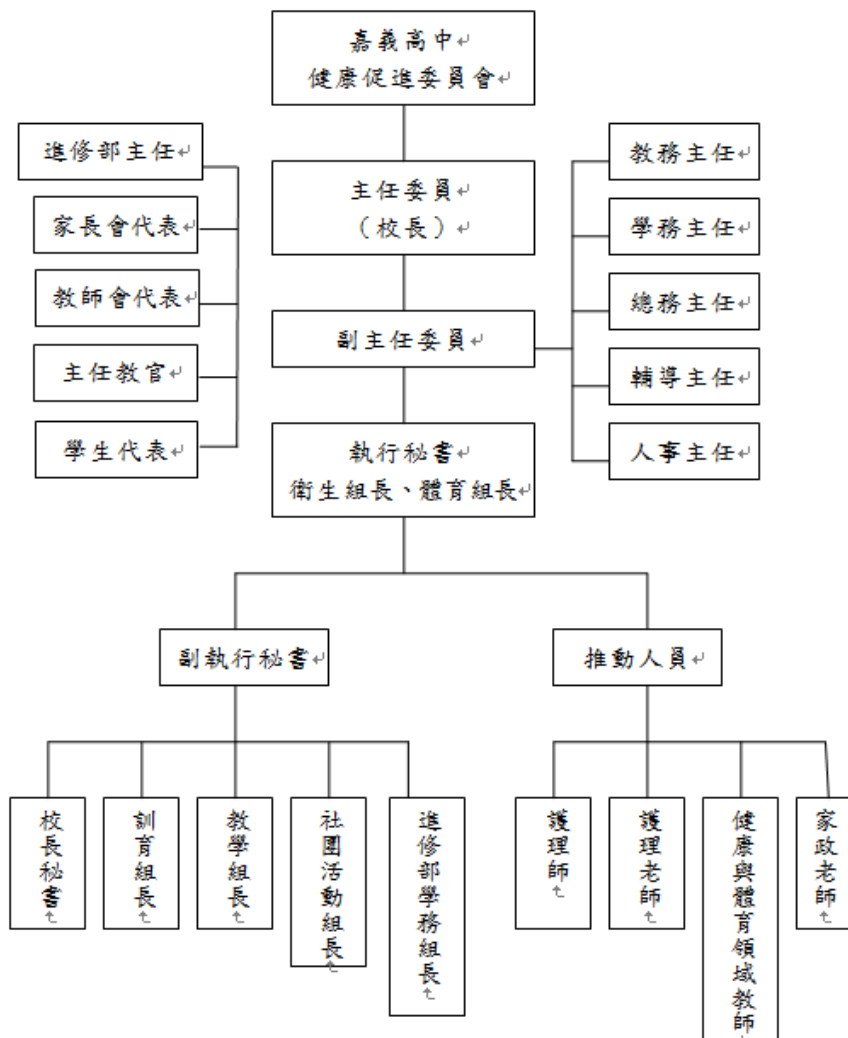 嘉義高中
健康促進委員會
進修部主任
家長會代表
教師會代表
主任教官
學生代表
主任委員
（校長）
副主任委員
執行秘書
衛生組長、體育組長
教務主任
學務主任
總務主任
輔導主任
人事主任
副執行秘書
推動人員
校長秘書
訓育組長
教學組長
社團活動組長
進修部學務組長
護理師
護理老師
健康與體育領域教師
家政老師